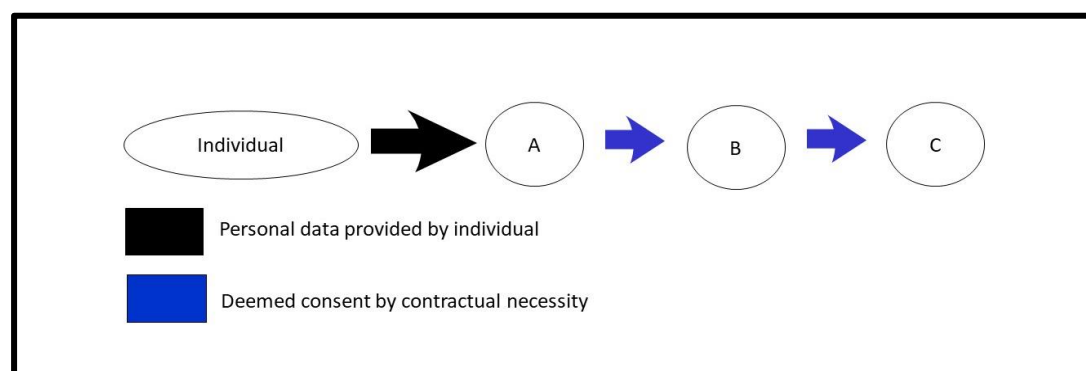 Individual
A
B
C
Personal data provided by individual
Deemed consent by contractual necessity